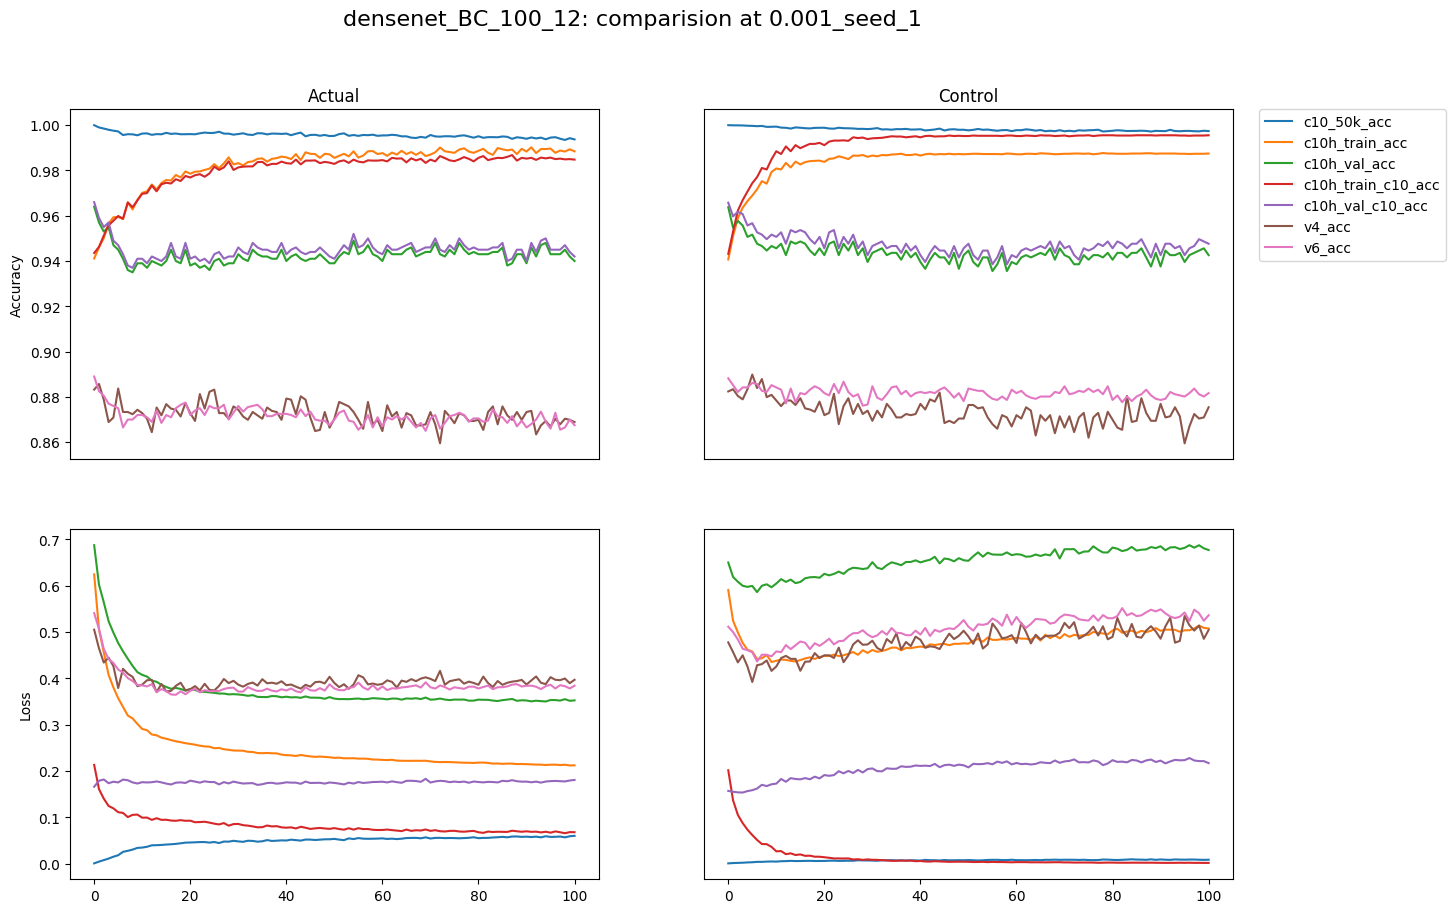 densenet_BC_100_12: comparision at 0.001_seed_1
Actual
Control
Accuracy
1.00
0.98
0.96
0.94
0.92
0.90
0.88
0.86
c10_50k_acc
c10h_train_acc
c10h_val_acc
c10h_train_c10_acc
c10h_val_c10_acc
v4_acc
v6_acc
Loss
0.7
0.6
0.5
0.4
0.3
0.2
0.1
0.0
0 20 40 60 80 100
0 20 40 60 80 100